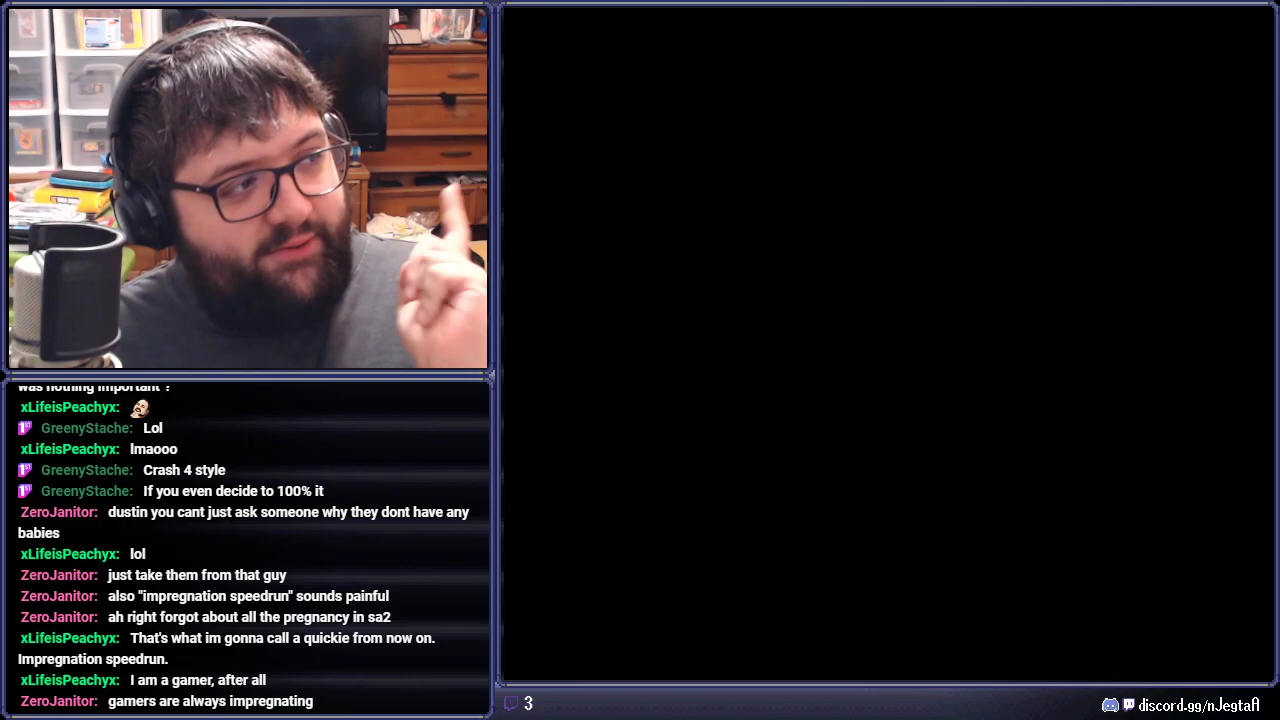 was nothing important ?
xLifeisPeachyx:
GreenyStache: Lol
xLifeisPeachyx: lmaooo
GreenyStache: Crash 4 style
GreenyStache: If you even decide to 100% it
ZeroJanitor: dustin you cant just ask someone why they dont have any
babies
xLifeisPeachyx: lol
ZeroJanitor: just take them from that guy
ZeroJanitor: also "impregnation speedrun" sounds painful
ZeroJanitor: ah right forgot about all the pregnancy in sa2
xLifeisPeachyx: That's what im gonna call a quickie from now on.
Impregnation speedrun.
xLifeisPeachyx: I am a gamer, after all
ZeroJanitor: gamers are always impregnating
3
discord.gg/nJegtaA